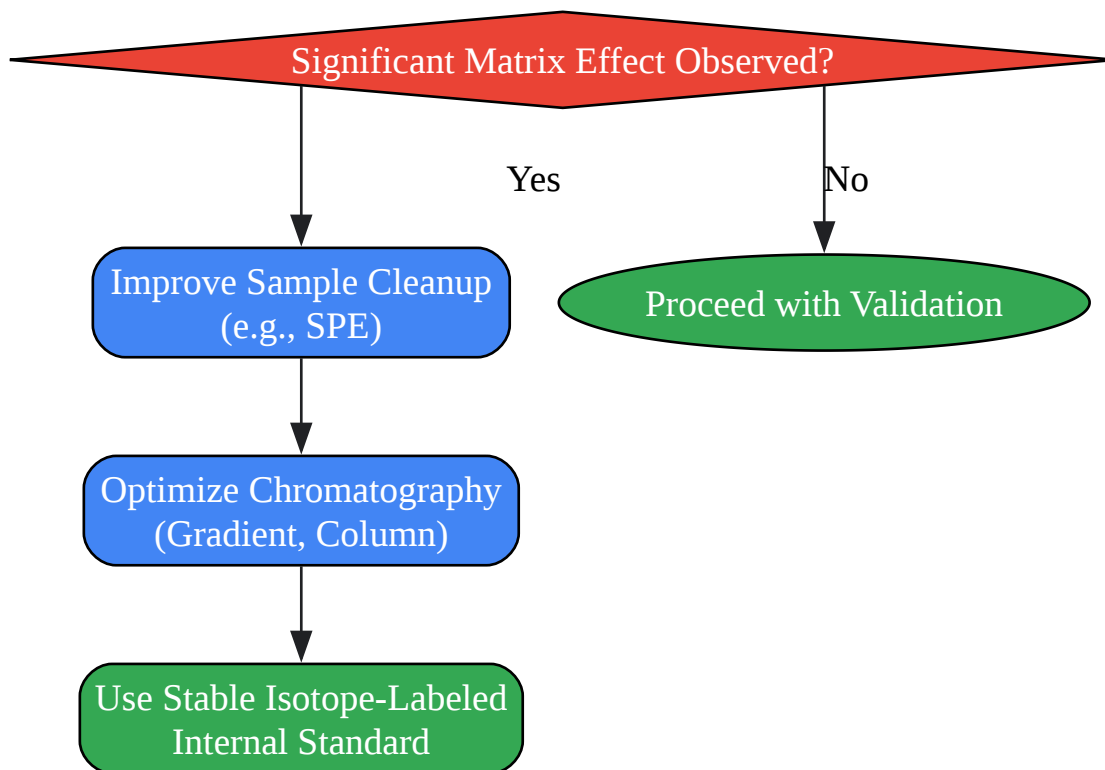 Significant Matrix Effect Observed?
Yes
No
Improve Sample Cleanup
(e.g., SPE)
Proceed with Validation
Optimize Chromatography
(Gradient, Column)
Use Stable Isotope-Labeled
Internal Standard